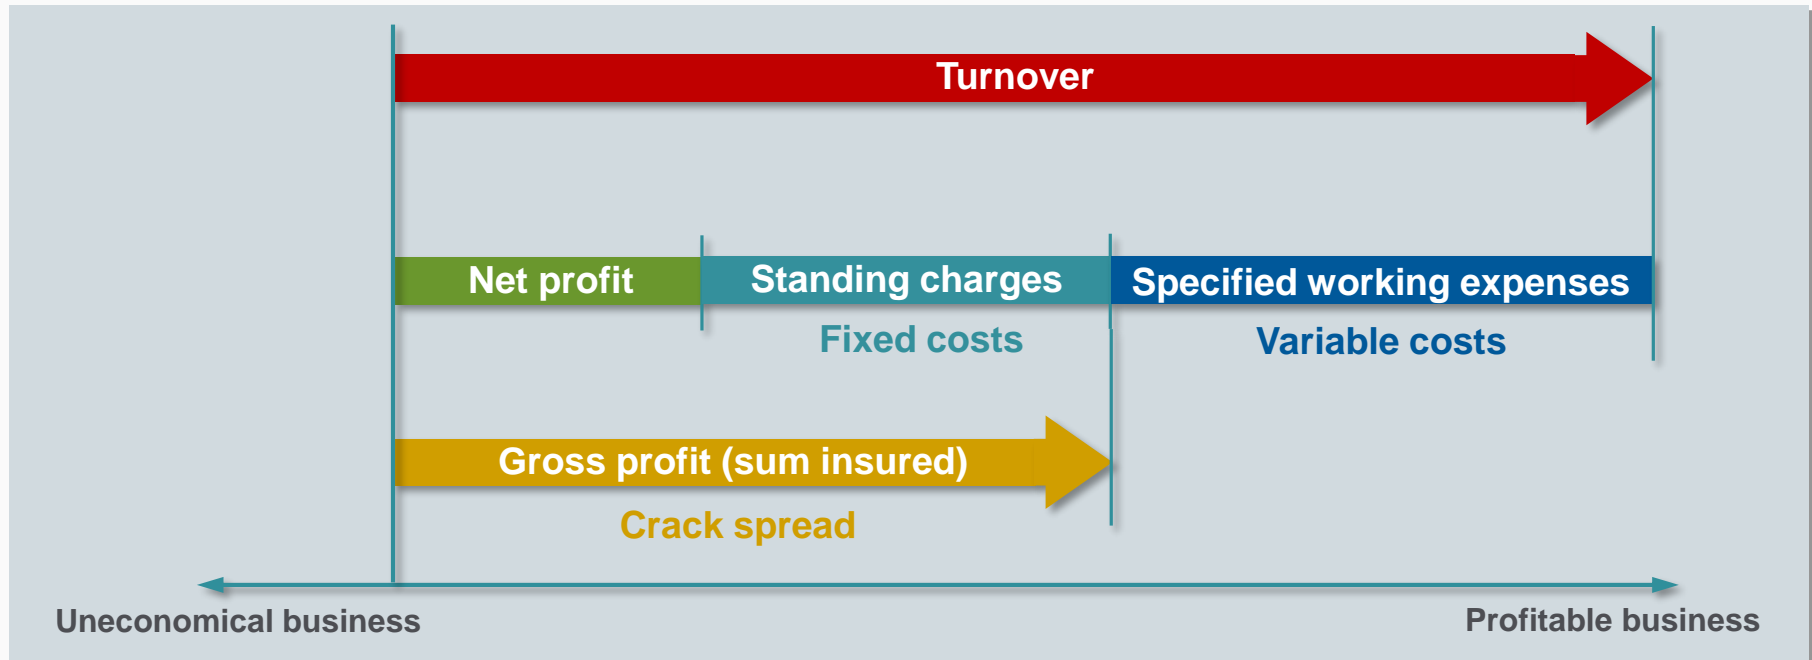 Turnover
Net profit
Standing charges
Specified working expenses
Fixed costs
Variable costs
Gross profit (sum insured)
Crack spread
Uneconomical business
Profitable business